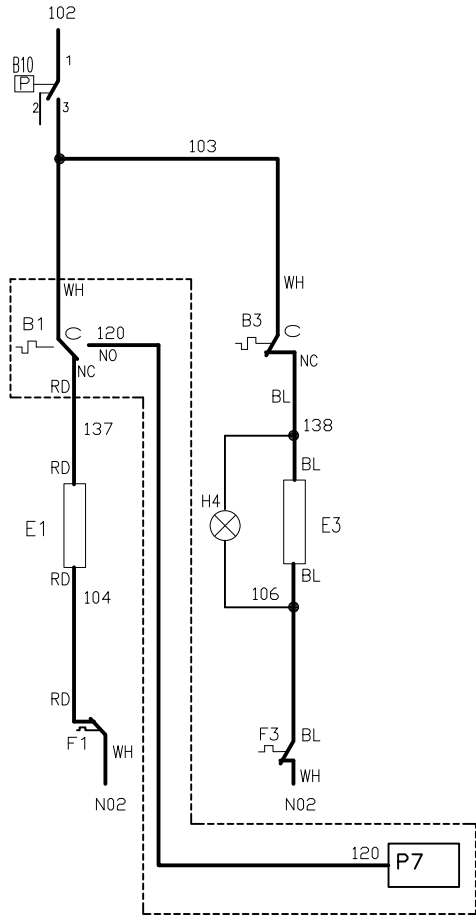 102
1
B10
P
2 3
103
WH WH
B1 C 120
NO
NC
B3 C
NC
RD BL
137 138
RD BL
H4
E1 E3
RD BL
104 106
RD
F1 WH
F3 BL
WH
N02 N02
120 P7